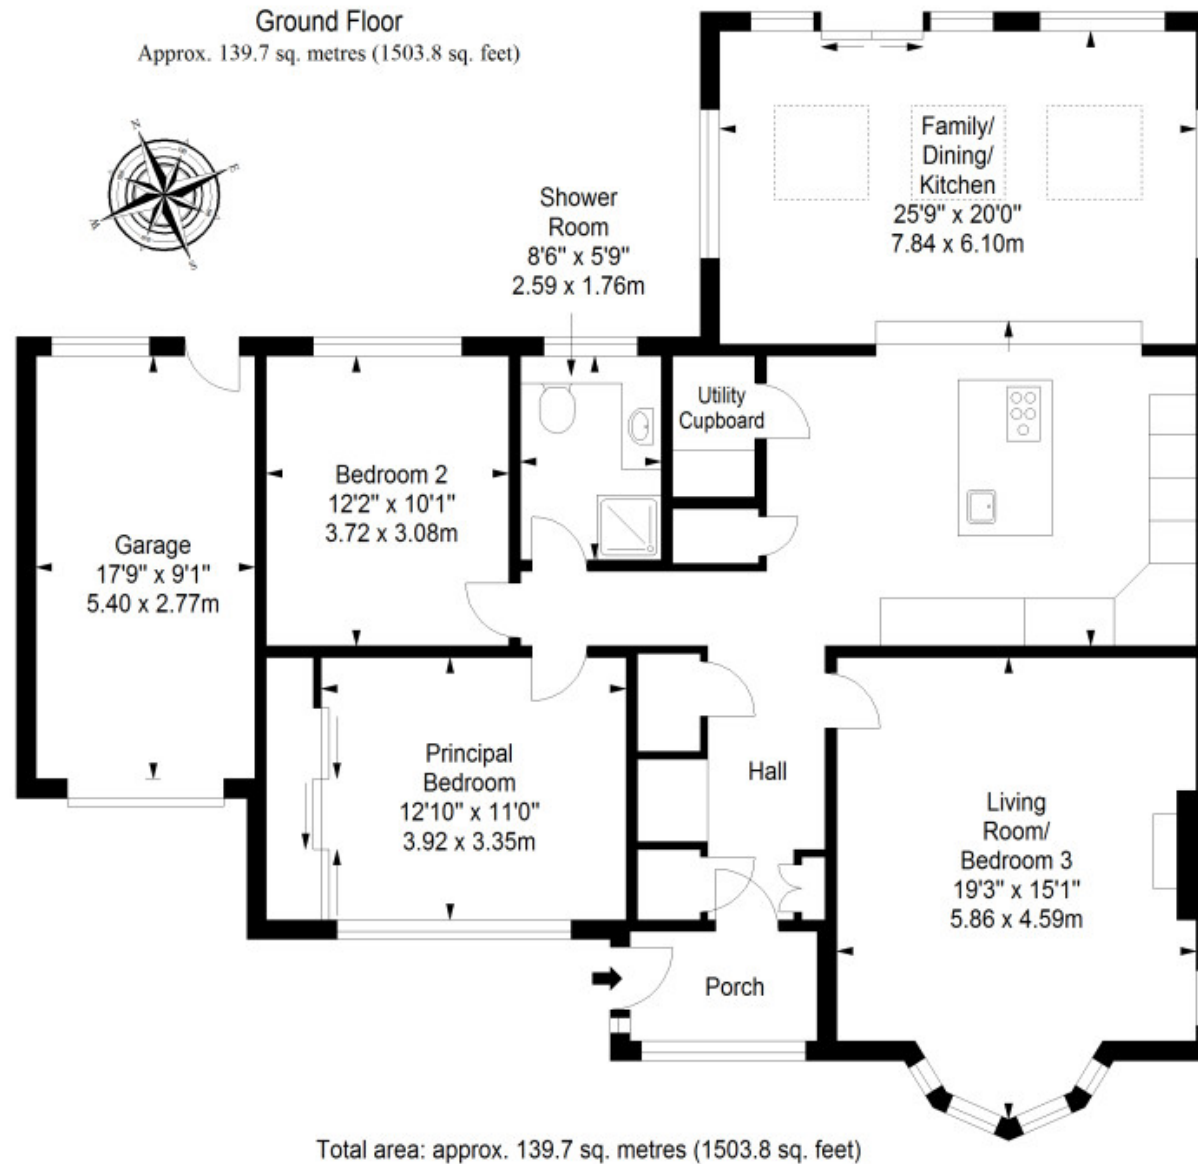 Ground Floor
Approx. 139.7 sq. metres (1503.8 sq. feet)
N
E
S
W
Family/
Dining/
Kitchen
25'9" x 20'0"
7.84 x 6.10m
Shower
Room
8'6" x 5'9"
2.59 x 1.76m
Utility
Cupboard
Bedroom 2
12'2" x 10'1"
3.72 x 3.08m
Garage
17'9" x 9'1"
5.40 x 2.77m
Principal
Bedroom
12'10" x 11'0"
3.92 x 3.35m
Hall
Living
Room/
Bedroom 3
19'3" x 15'1"
5.86 x 4.59m
Porch
Total area: approx. 139.7 sq. metres (1503.8 sq. feet)